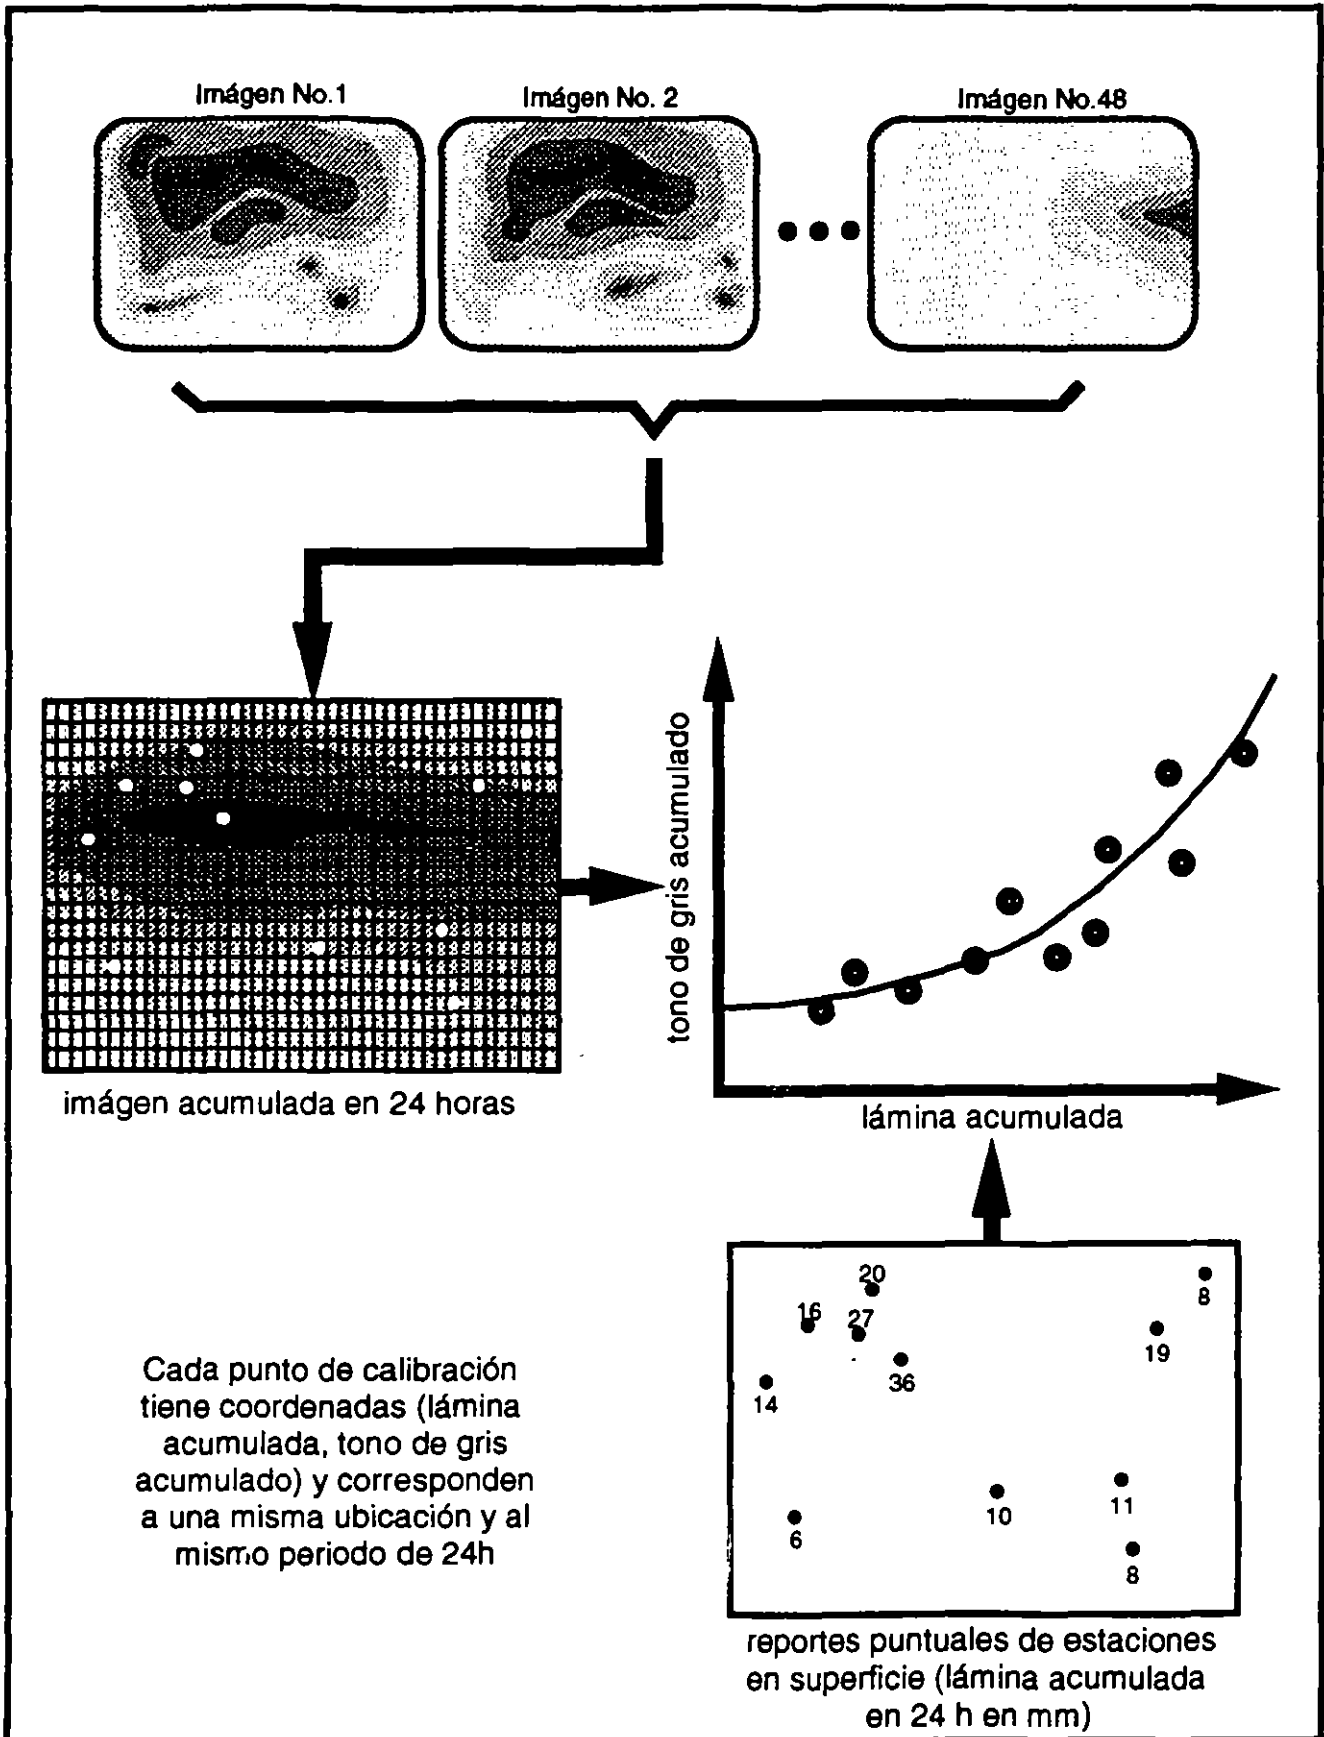 Imágen No.1
Imágen No. 2
Imágen No.48
tono de gris acumulado
imágen acumulada en 24 horas
lámina acumulada
20
8
16
27
19
36
14
10
11
6
8
Cada punto de calibración
tiene coordenadas (lámina
acumulada, tono de gris
acumulado) y corresponden
a una misma ubicación y al
mismo periodo de 24h
reportes puntuales de estaciones
en superficie (lámina acumulada
en 24 h en mm)